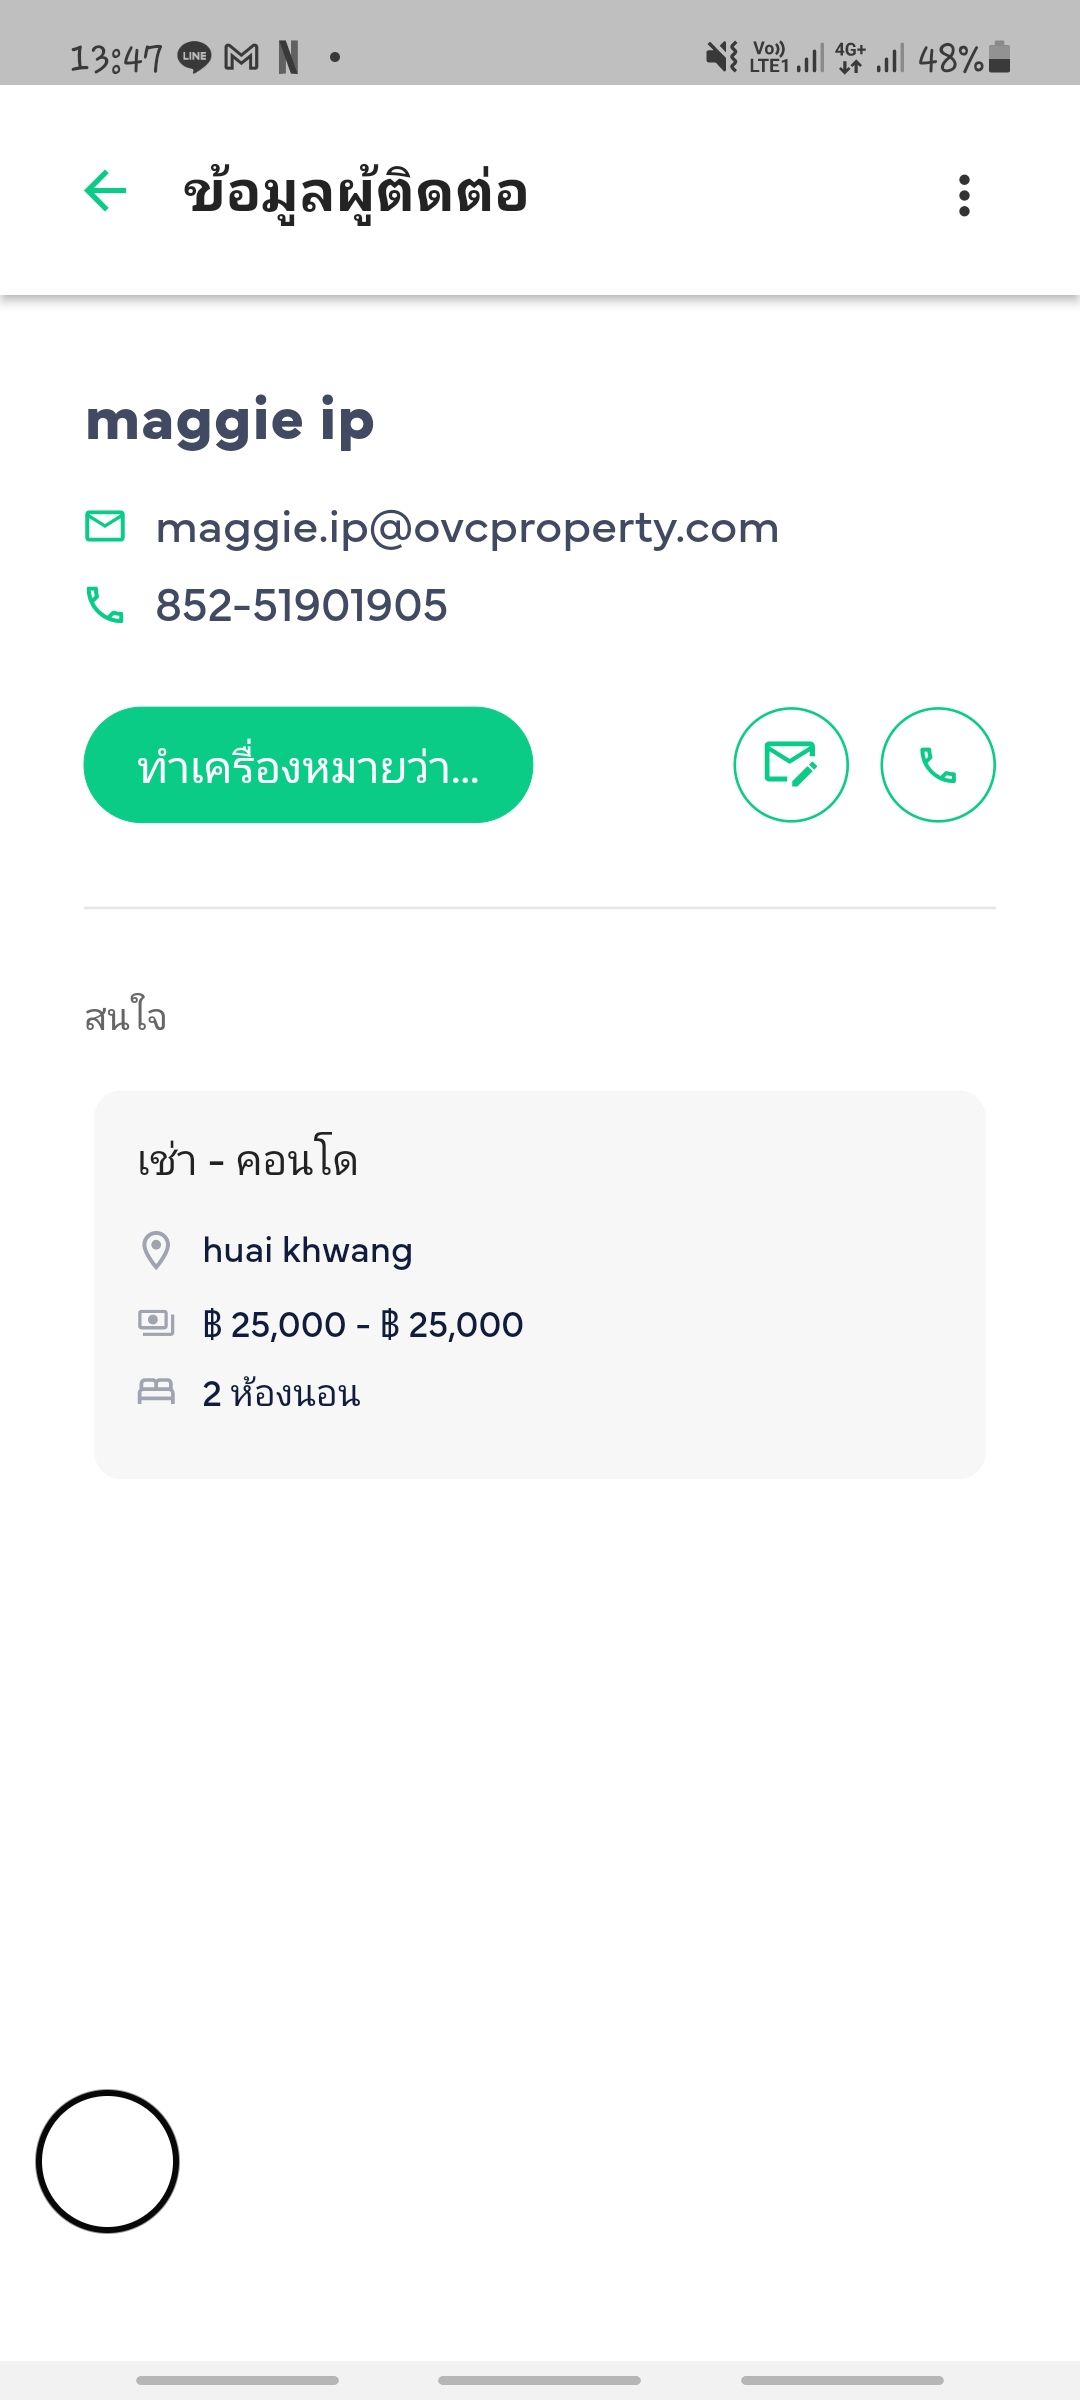 13:47 LINE Vo)) LTE1 4G+ 48%
ข้อมูลผู้ติดต่อ
maggie ip
maggie.ip@ovcproperty.com
852-51901905
ทำเครื่องหมายว่า...
สนใจ
เช่า - คอนโด
huai khwang
฿ 25,000 - ฿ 25,000
2 ห้องนอน